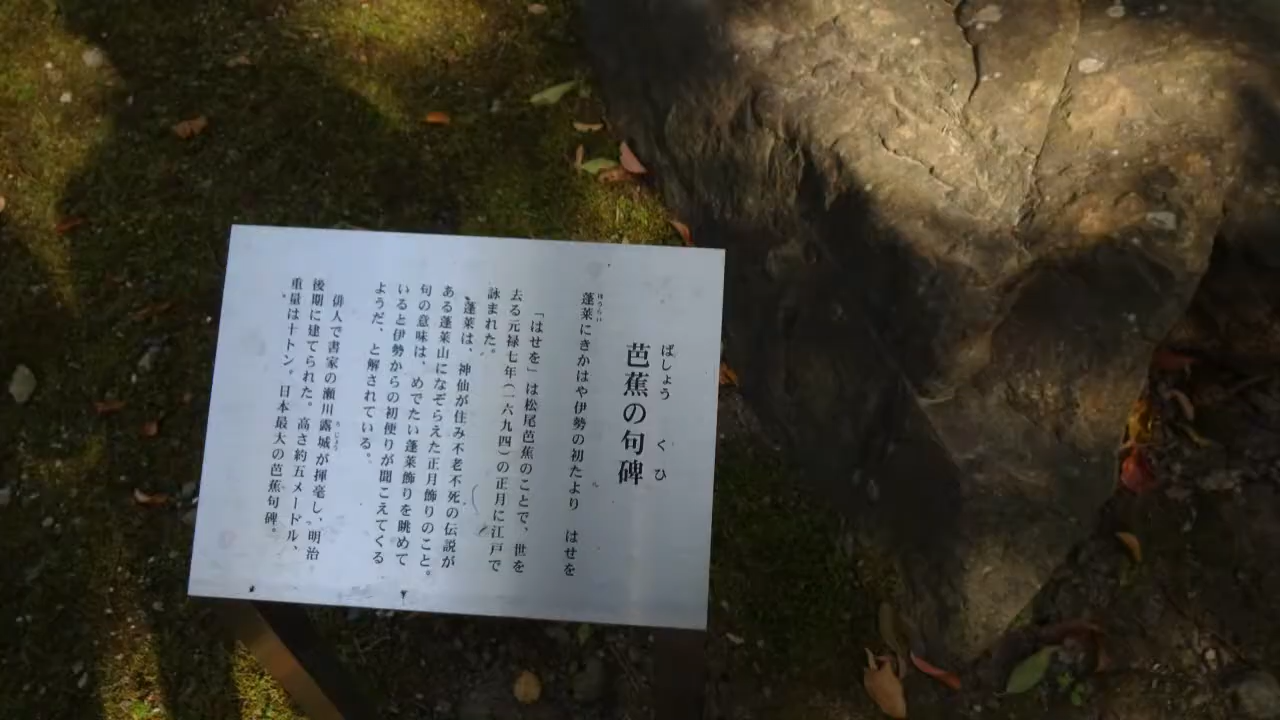 ばしょう くひ
芭蕉の句碑
ほうらい
蓬莱にきかはや伊勢の初たより はせを
「はせを」は松尾芭蕉のことで、世を
去る元禄七年(一六九四)の正月に江戸で
詠まれた。
蓬莱は、神仙が住み不老不死の伝説が
ある蓬莱山になぞらえた正月飾りのこと。
句の意味は、めでたい蓬莱飾りを眺めて
いると伊勢からの初便りが聞こえてくる
ようだ、と解されている。
俳人で書家の瀬川露城が揮毫し、明治
後期に建てられた。高さ約五メートル、
重量は十トン。日本最大の芭蕉句碑。